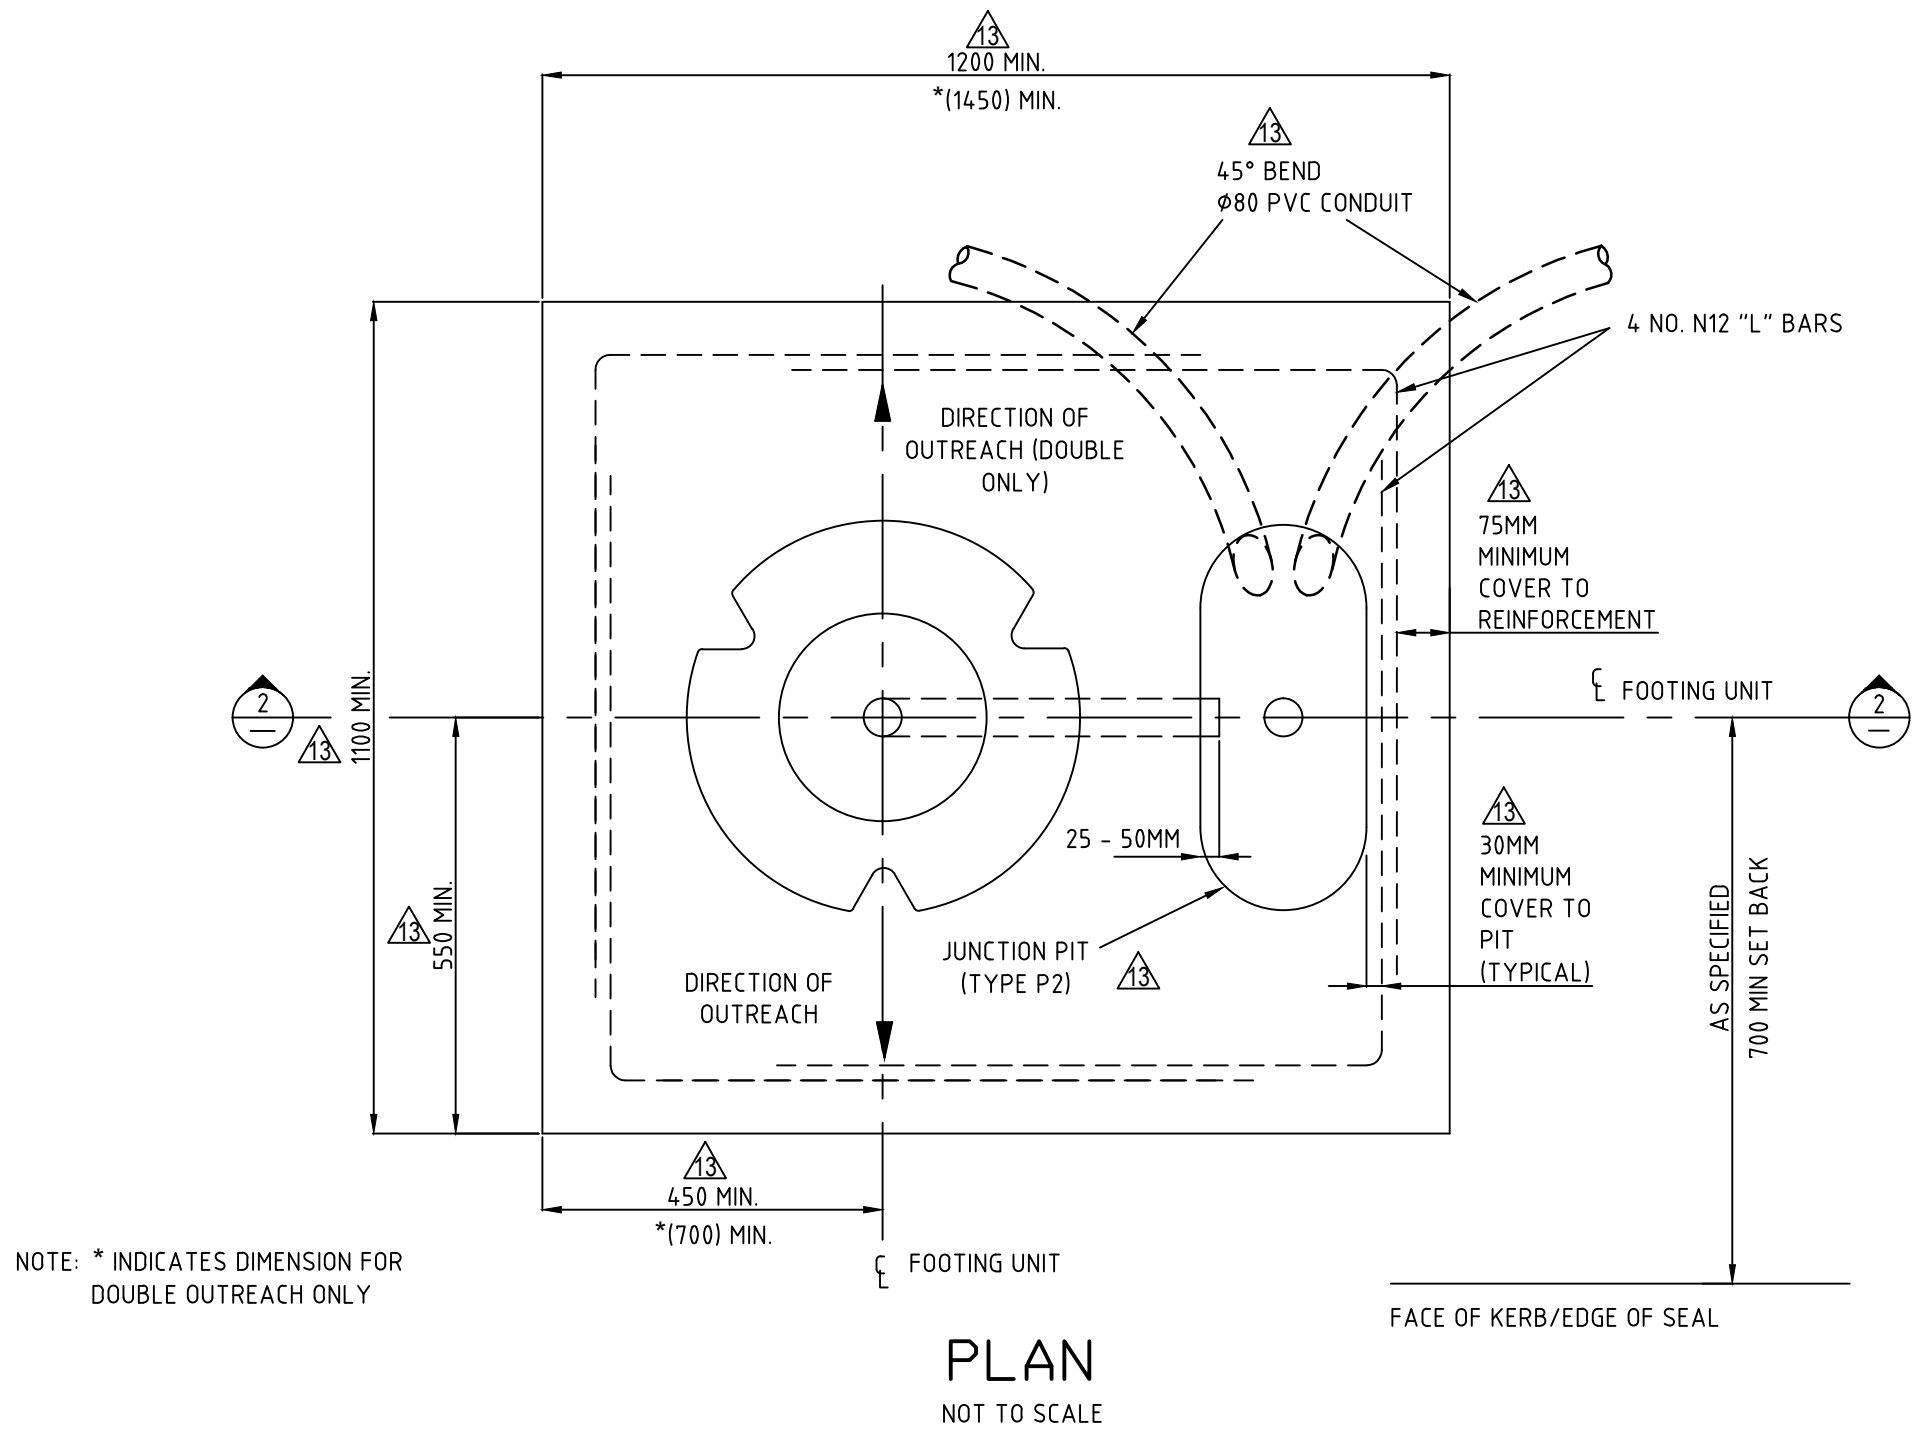 13
1200 MIN.
*(1450) MIN.
13
45° BEND
ø80 PVC CONDUIT
4 NO. N12 "L" BARS
DIRECTION OF
OUTREACH (DOUBLE
ONLY)
13
75MM
MINIMUM
COVER TO
REINFORCEMENT
2
13
1100 MIN.
℄ FOOTING UNIT
2
13
30MM
MINIMUM
COVER TO
PIT
(TYPICAL)
25 - 50MM
13
550 MIN.
JUNCTION PIT
(TYPE P2)
13
DIRECTION OF
OUTREACH
AS SPECIFIED
700 MIN SET BACK
13
450 MIN.
*(700) MIN.
℄ FOOTING UNIT
NOTE: * INDICATES DIMENSION FOR
DOUBLE OUTREACH ONLY
FACE OF KERB/EDGE OF SEAL
PLAN
NOT TO SCALE